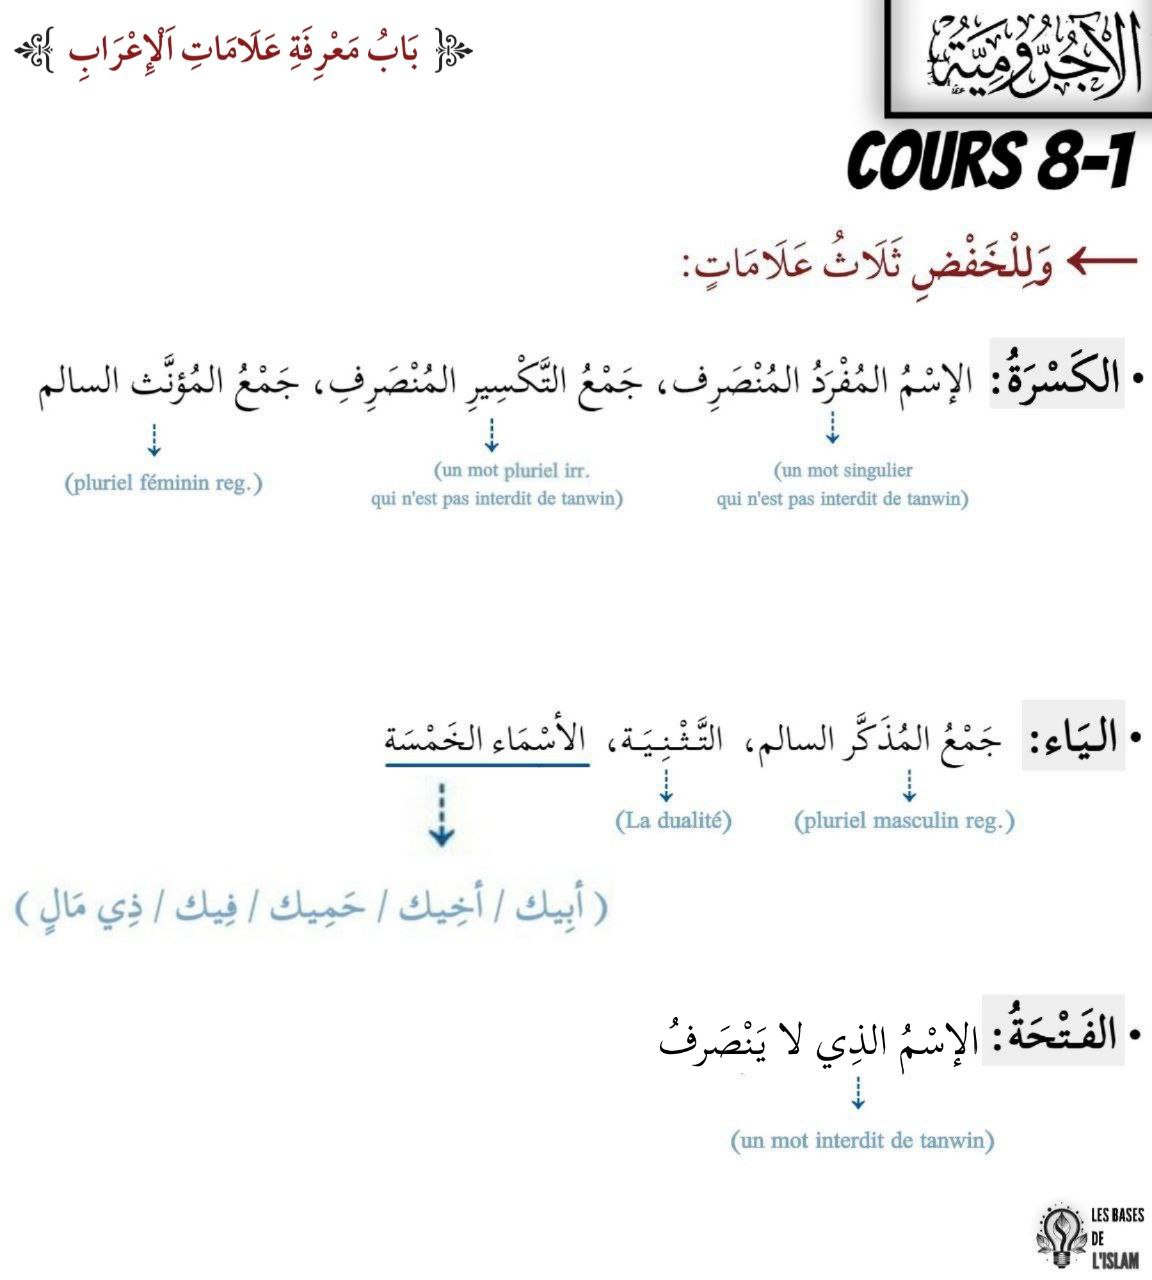 بَابُ مَعْرِفَةِ عَلَامَاتِ اَلْإِعْرَابِ
الآجُرُّومِيَّة
COURS 8-1
وَلِلْخَفْضِ ثَلَاثُ عَلَامَاتٍ:
• الكَسْرَةُ: الإسْمُ المُفْرَدُ المُنْصَرِف، جَمْعُ التَّكْسِيرِ المُنْصَرِفِ، جَمْعُ المُؤنَّث السالم
(un mot singulier
qui n'est pas interdit de tanwin)
(un mot pluriel irr.
qui n'est pas interdit de tanwin)
(pluriel féminin reg.)
• اليَاء: جَمْعُ المُذَكَّر السالم، التَّثْنِيَة، الأسْمَاء الخَمْسَة
(pluriel masculin reg.)
(La dualité)
( أَبِيك / أخِيك / حَمِيك / فِيك / ذِي مَالٍ )
• الفَتْحَةُ: الإسْمُ الذِي لا يَنْصَرفُ
(un mot interdit de tanwin)
LES BASES
DE
L'ISLAM